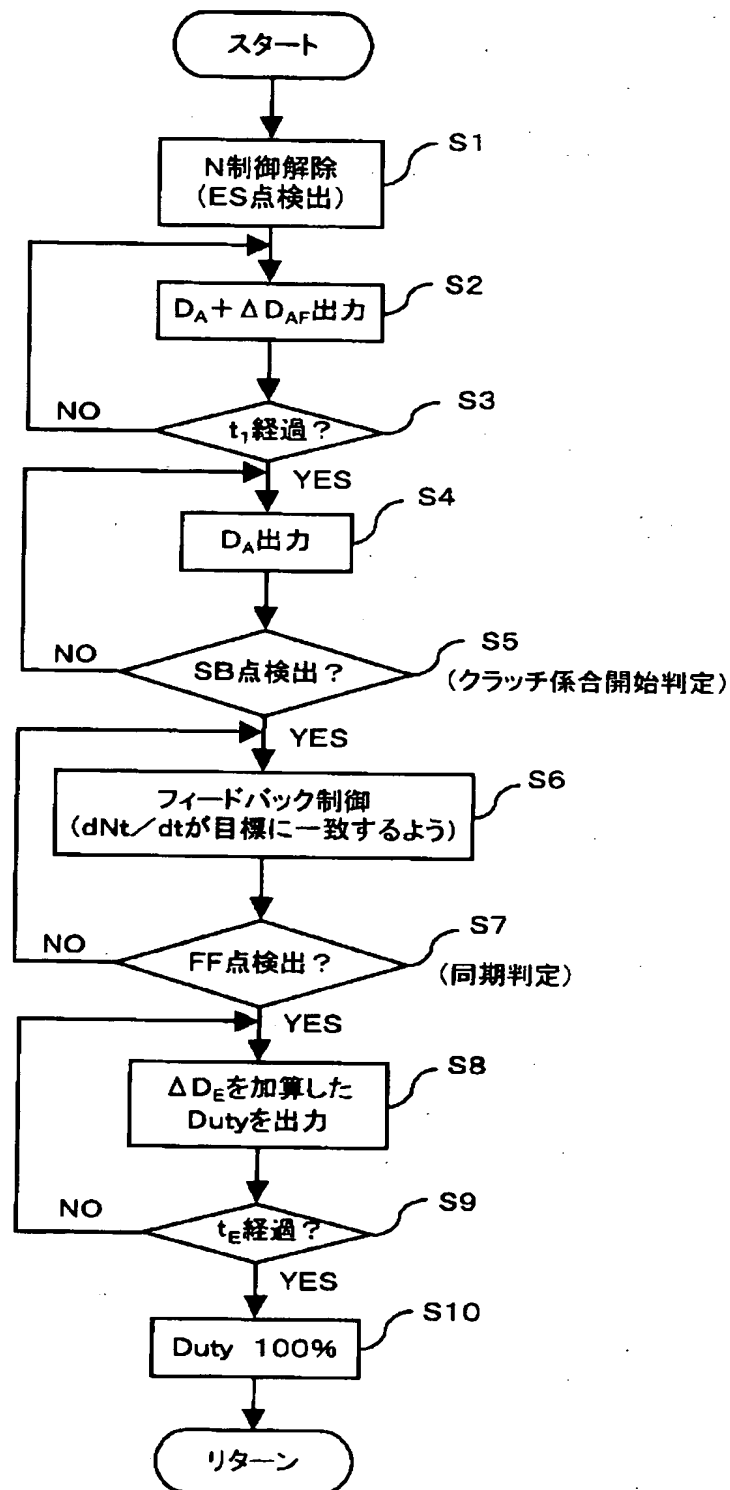 スタート
S1
N制御解除
(ES点検出)
S2
DA+ΔDAF出力
S3
NO
t1経過?
YES
S4
DA出力
S5
NO
SB点検出?
(クラッチ係合開始判定)
YES
S6
フィードバック制御
(dNt/dtが目標に一致するよう)
S7
NO
FF点検出?
(同期判定)
YES
S8
ΔDEを加算した
Dutyを出力
S9
NO
tE経過?
YES
S10
Duty 100%
リターン